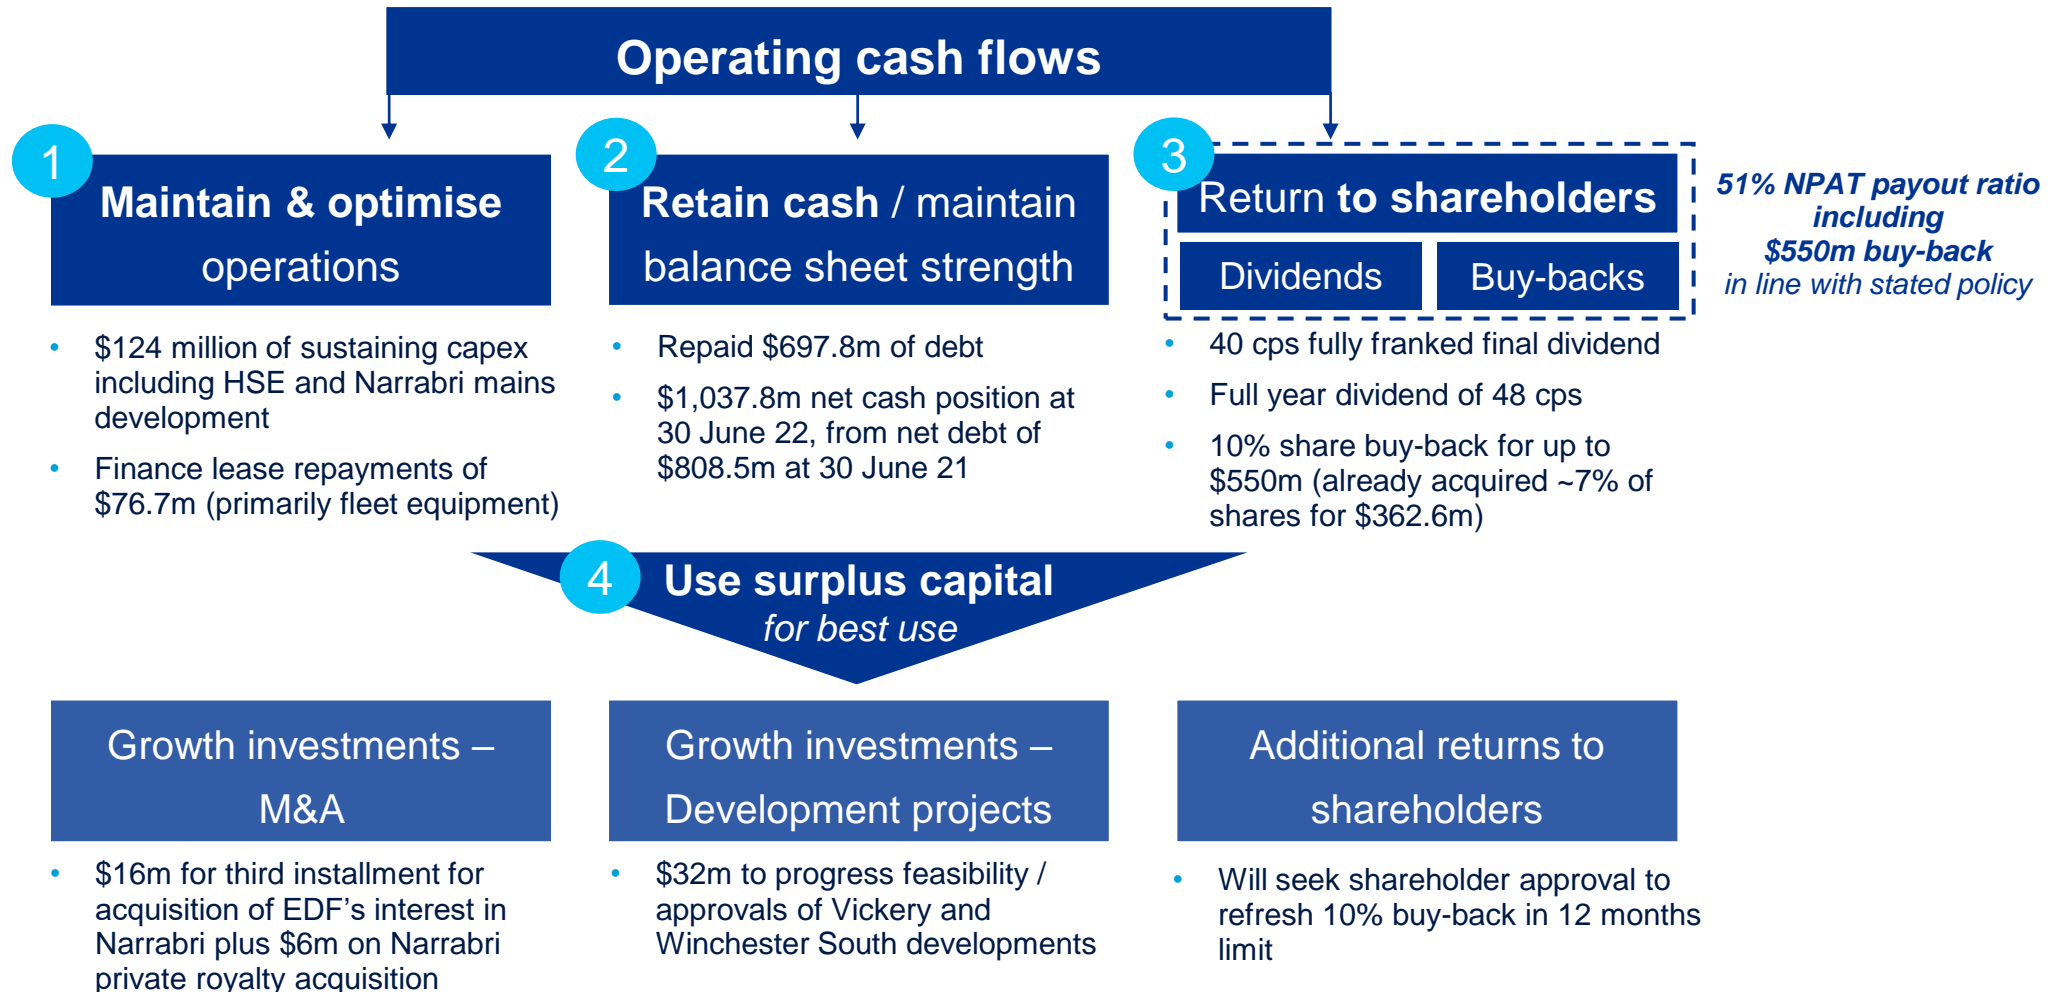 Operating cash flows
1
Maintain & optimise
operations
• $124 million of sustaining capex
including HSE and Narrabri mains
development
• Finance lease repayments of
$76.7m (primarily fleet equipment)
2
Retain cash / maintain
balance sheet strength
• Repaid $697.8m of debt
• $1,037.8m net cash position at
30 June 22, from net debt of
$808.5m at 30 June 21
3
Return to shareholders
Dividends
Buy-backs
51% NPAT payout ratio
including
$550m buy-back
in line with stated policy
• 40 cps fully franked final dividend
• Full year dividend of 48 cps
• 10% share buy-back for up to
$550m (already acquired ~7% of
shares for $362.6m)
4
Use surplus capital
for best use
Growth investments –
M&A
• $16m for third installment for
acquisition of EDF's interest in
Narrabri plus $6m on Narrabri
private royalty acquisition
Growth investments –
Development projects
• $32m to progress feasibility /
approvals of Vickery and
Winchester South developments
Additional returns to
shareholders
• Will seek shareholder approval to
refresh 10% buy-back in 12 months
limit